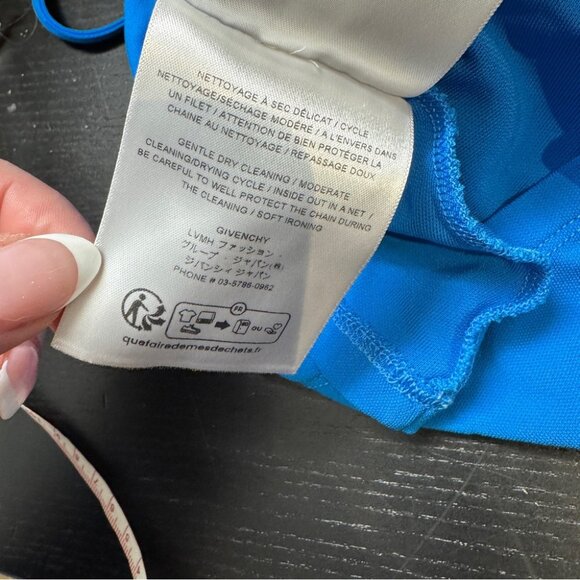 NETTOYAGE À SEC DÉLICAT / CYCLE
NETTOYAGE/SÉCHAGE MODÉRÉ / A L'ENVERS DANS
UN FILET / ATTENTION DE BIEN PROTÉGER LA
CHAINE AU NETTOYAGE / REPASSAGE DOUX
GENTLE DRY CLEANING / MODERATE
CLEANING/DRYING CYCLE / INSIDE OUT IN A NET /
BE CAREFUL TO WELL PROTECT THE CHAIN DURING
THE CLEANING / SOFT IRONING
GIVENCHY
LVMH ファッション・
グループ・ジャパン(株)
ジバンシィ ジャパン
PHONE # 03-5786-0962
FR
OU
quefairedemesdechets.fr